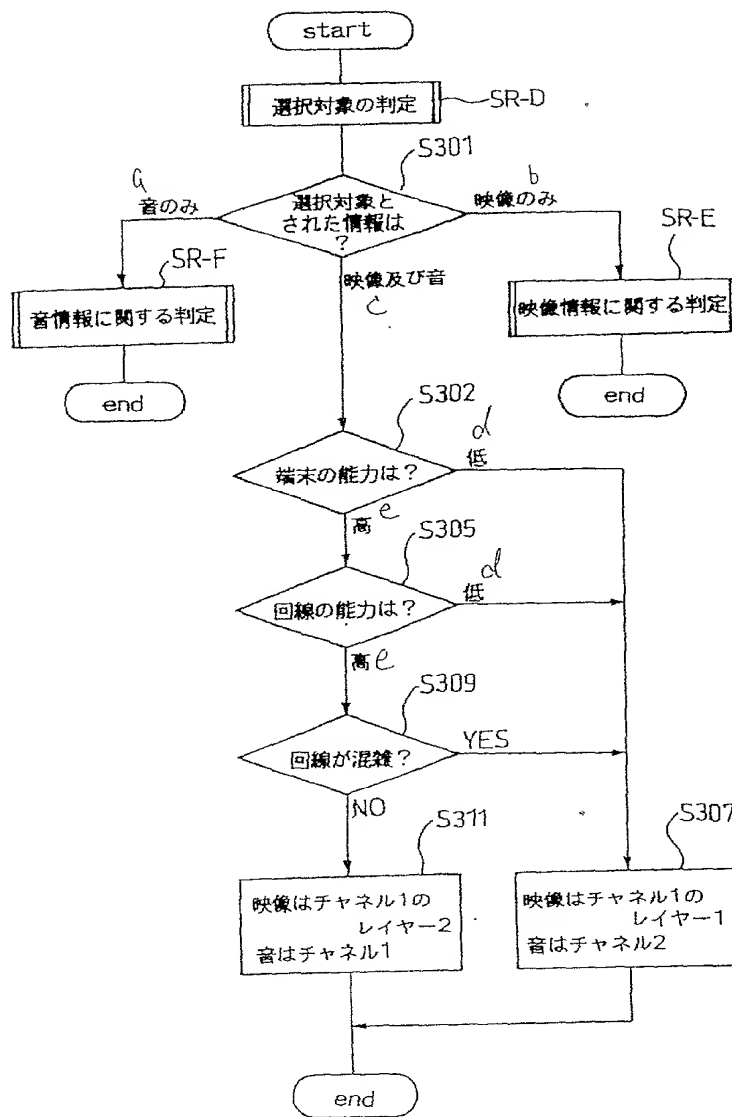 start
選択対象の判定
SR-D
S301
a
音のみ
選択対象と
された情報は
?
b
映像のみ
SR-F
SR-E
音情報に関する判定
映像及び音
c
映像情報に関する判定
end
end
S302
端末の能力は?
d
低
高
e
S305
回線の能力は?
d
低
高
e
S309
回線が混雑?
YES
NO
S311
S307
映像はチャネル1の
レイヤー2
音はチャネル1
映像はチャネル1の
レイヤー1
音はチャネル2
end